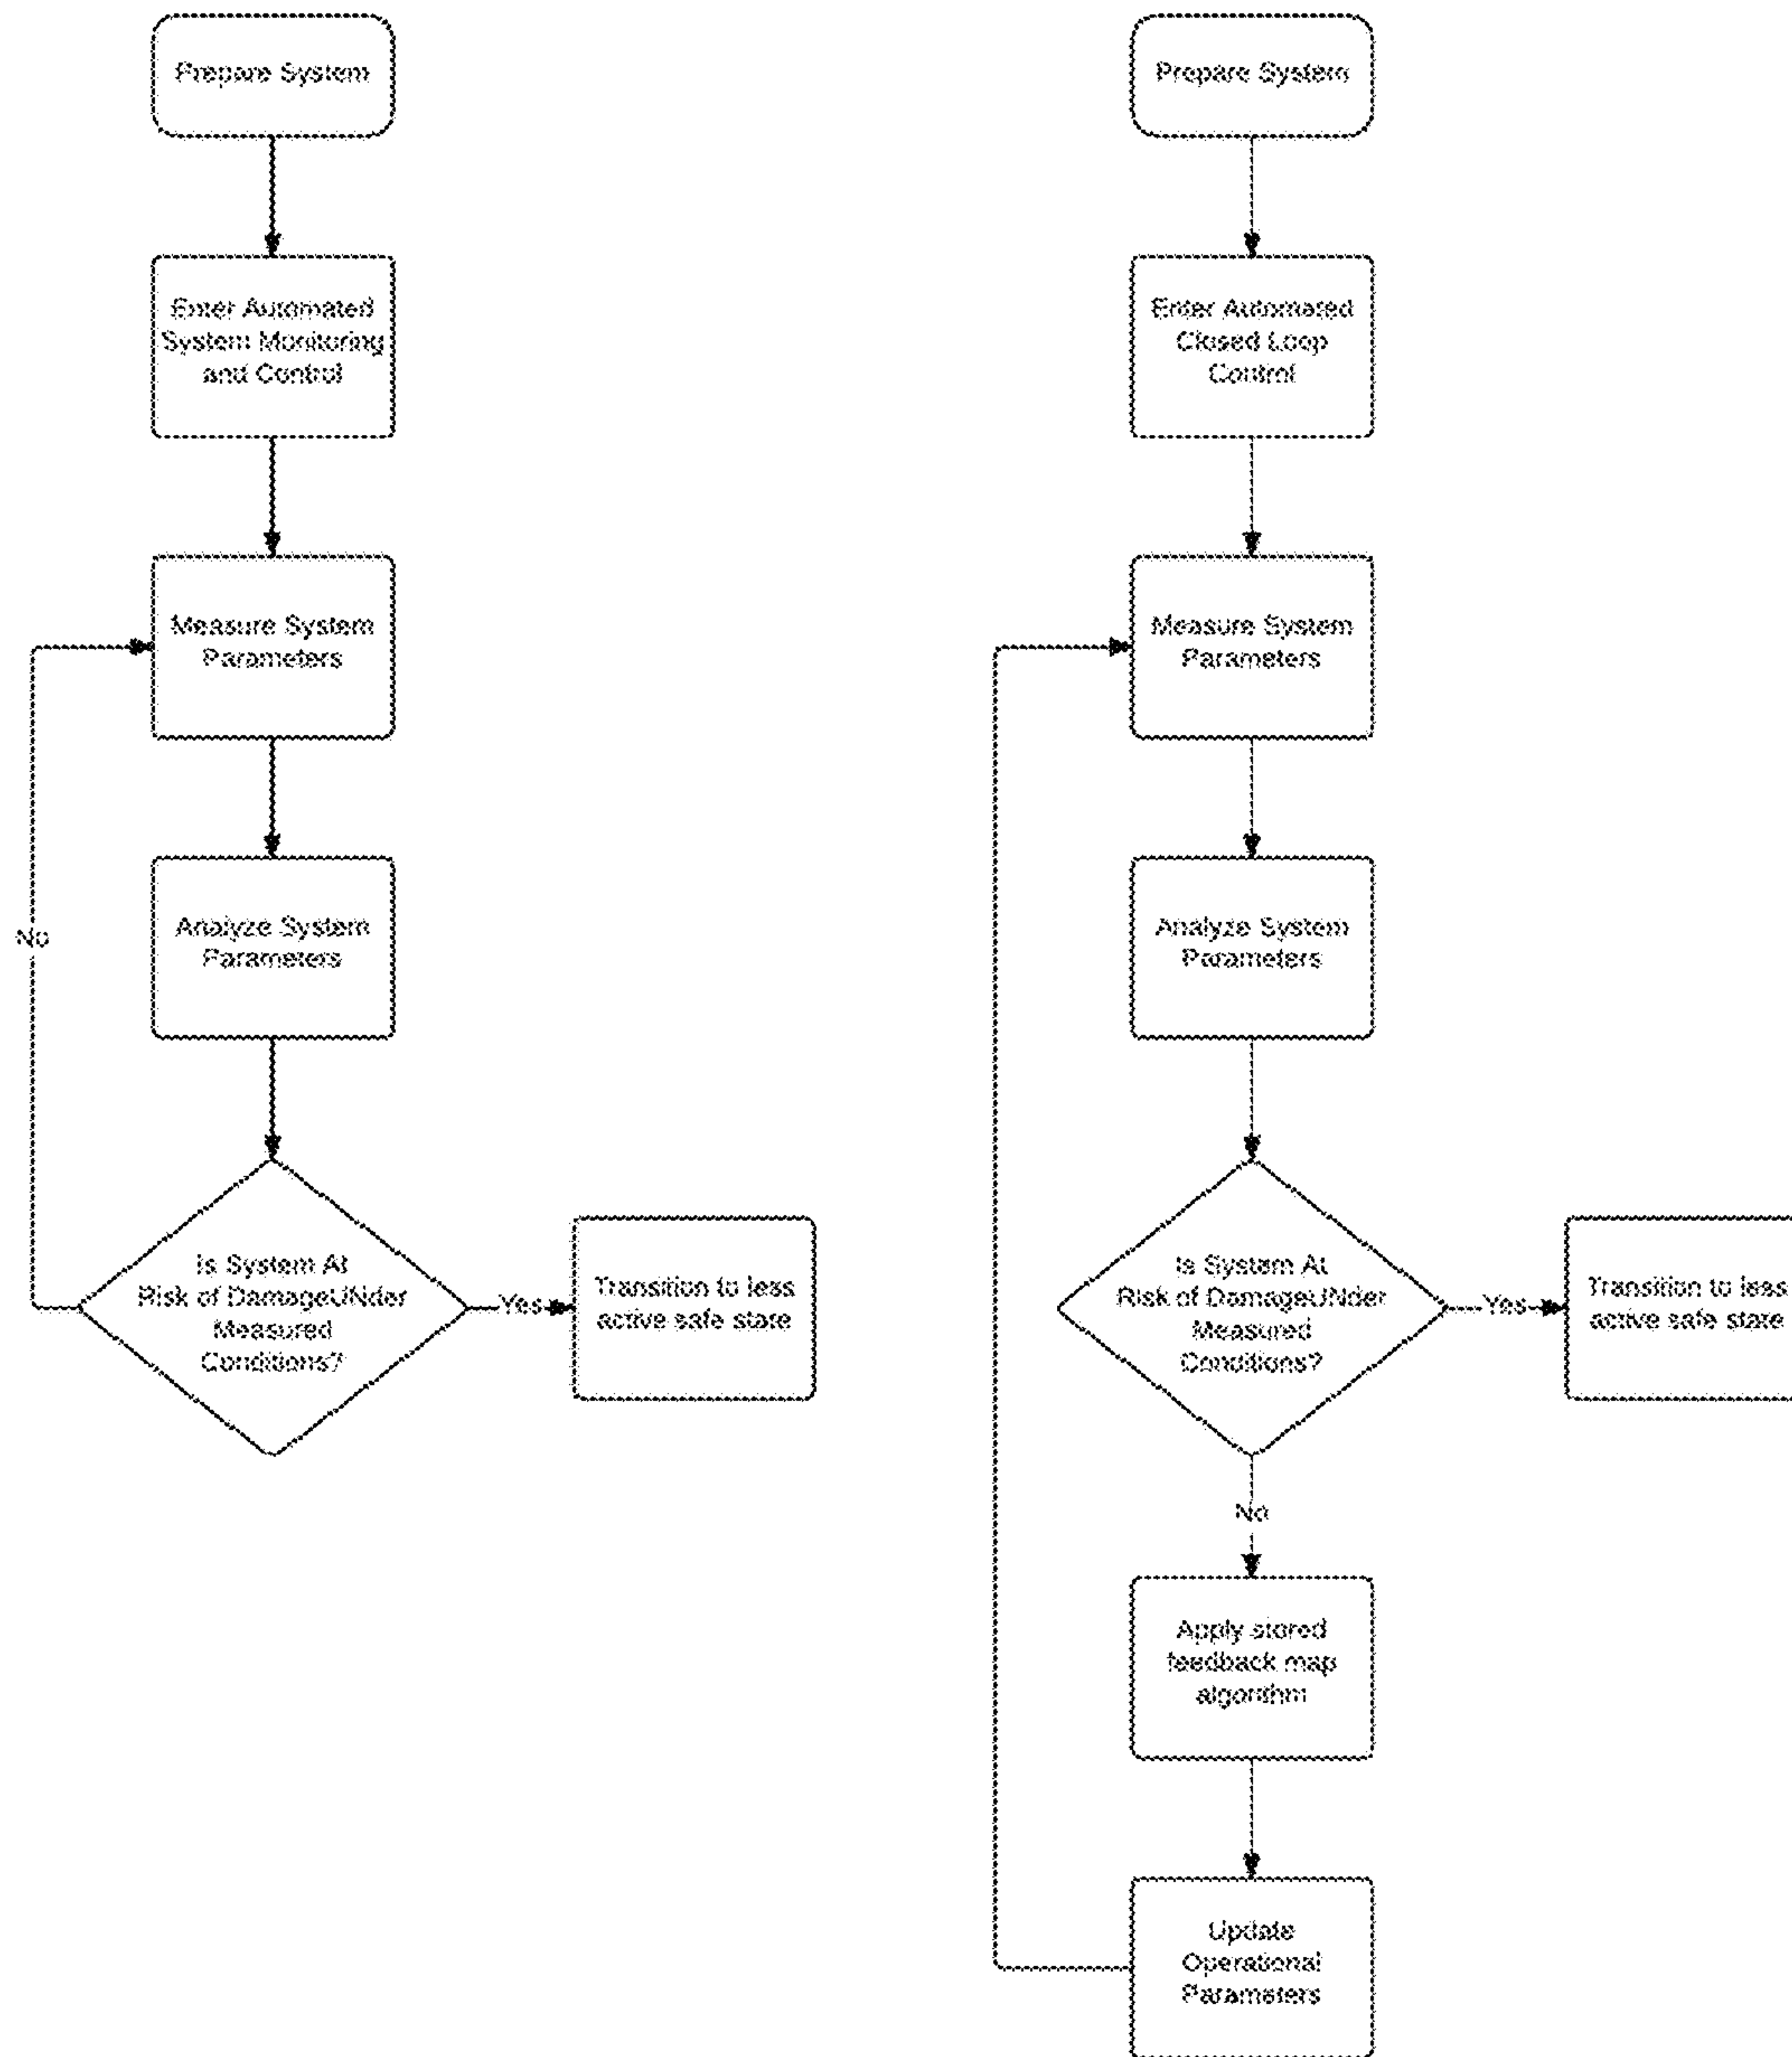 Prepare System
Enter Automated
System Monitoring
and Control
Measure System
Parameters
No
Analyze System
Parameters
Is System At
Risk of DamageUNder
Measured
Conditions?
Yes
Transition to less
active safe state
Prepare System
Enter Automated
Closed Loop
Control
Measure System
Parameters
Analyze System
Parameters
Is System At
Risk of DamageUNder
Measured
Conditions?
Yes
Transition to less
active safe state
No
Apply stored
feedback map
algorithm
Update
Operational
Parameters